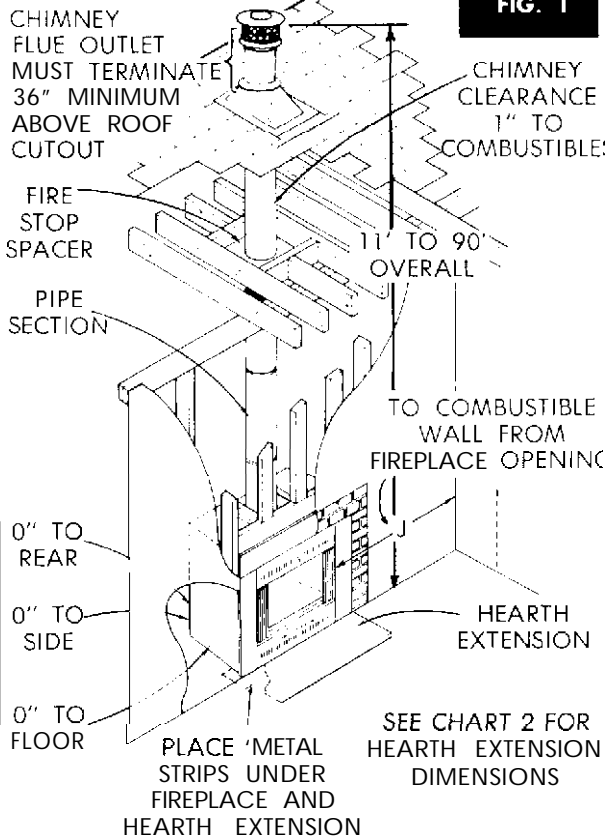 FIG. 1
CHIMNEY
FLUE OUTLET
MUST TERMINATE
36" MINIMUM
ABOVE ROOF
CUTOUT
CHIMNEY
CLEARANCE
1" TO
COMBUSTIBLES
FIRE
STOP
SPACER
11' TO 90'
OVERALL
PIPE
SECTION
TO COMBUSTIBLE
WALL FROM
FIREPLACE OPENING
0" TO
REAR
0" TO
SIDE
0" TO
FLOOR
HEARTH
EXTENSION
PLACE 'METAL
STRIPS UNDER
FIREPLACE AND
HEARTH EXTENSION
SEE CHART 2 FOR
HEARTH EXTENSION
DIMENSIONS